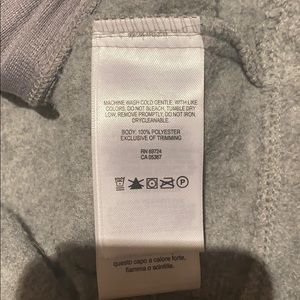 MACHINE WASH COLD GENTLE, WITH LIKE
COLORS, DO NOT BLEACH, TUMBLE DRY
LOW, REMOVE PROMPTLY, DO NOT IRON,
DRYCLEANABLE.
BODY: 100% POLYESTER
EXCLUSIVE OF TRIMMING
RN 69724
CA 05367
P
questo capo a calore forte,
fiamma o scintilla.